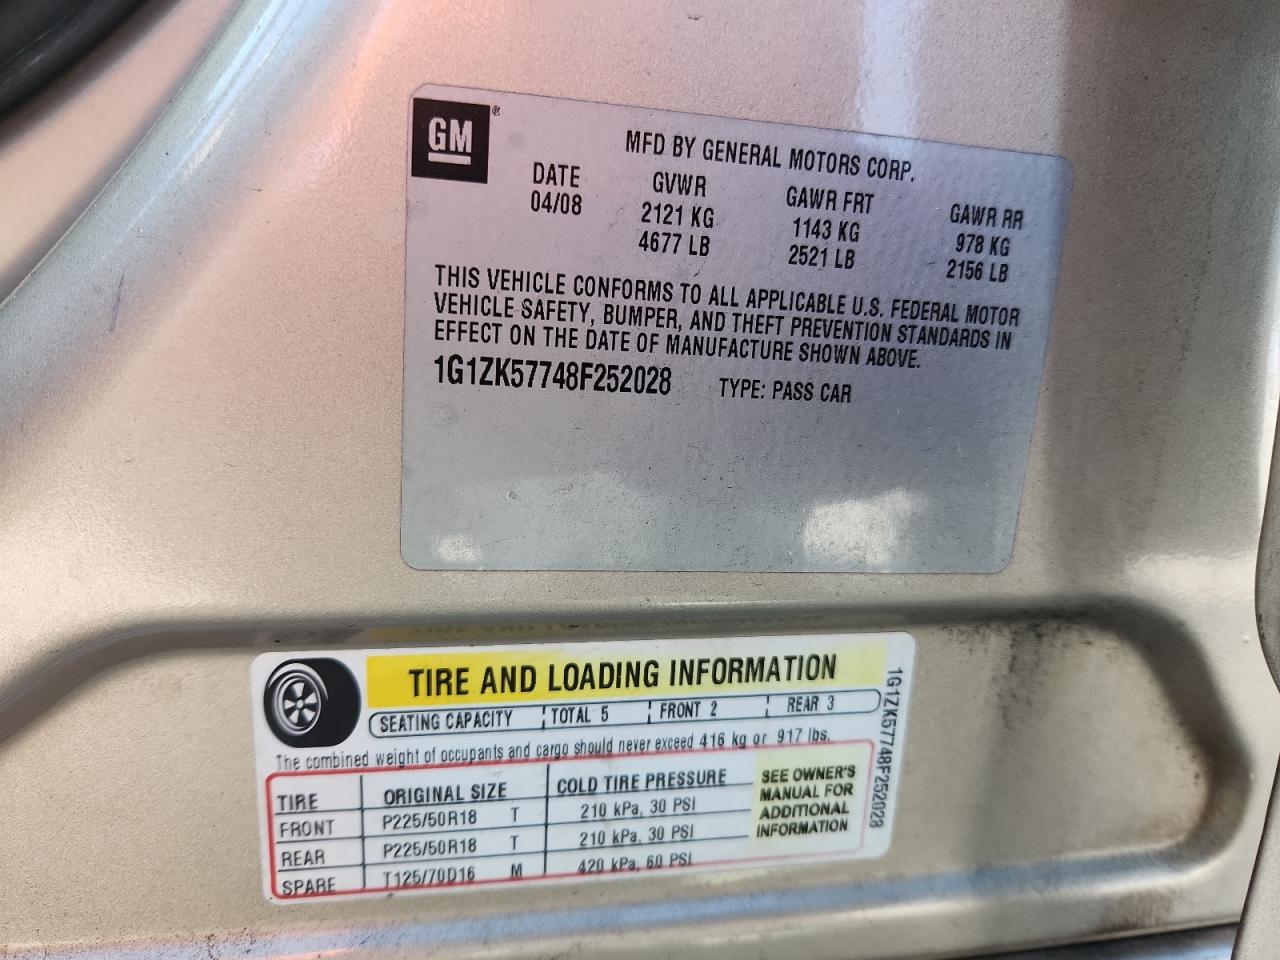 GM ®
MFD BY GENERAL MOTORS CORP.
DATE GVWR GAWR FRT GAWR RR
04/08 2121 KG 1143 KG 978 KG
4677 LB 2521 LB 2156 LB
THIS VEHICLE CONFORMS TO ALL APPLICABLE U.S. FEDERAL MOTOR
VEHICLE SAFETY, BUMPER, AND THEFT PREVENTION STANDARDS IN
EFFECT ON THE DATE OF MANUFACTURE SHOWN ABOVE.
1G1ZK57748F252028 TYPE: PASS CAR
TIRE AND LOADING INFORMATION
SEATING CAPACITY TOTAL 5 FRONT 2 REAR 3
The combined weight of occupants and cargo should never exceed 416 kg or 917 lbs.
TIRE ORIGINAL SIZE COLD TIRE PRESSURE
FRONT P225/50R18 T 210 kPa, 30 PSI
REAR P225/50R18 T 210 kPa, 30 PSI
SPARE T125/70D16 M 420 kPa, 60 PSI
SEE OWNER'S
MANUAL FOR
ADDITIONAL
INFORMATION
1G1ZK57748F252028